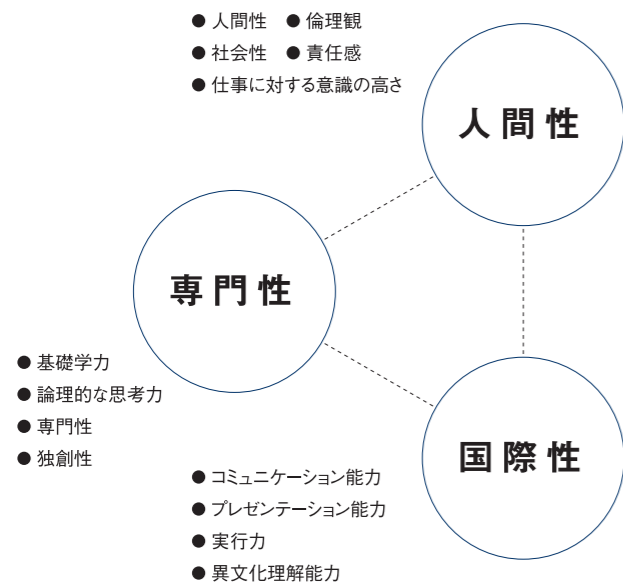 ● 人間性 ● 倫理観
● 社会性 ● 責任感
● 仕事に対する意識の高さ
人間性
専門性
● 基礎学力
● 論理的な思考力
● 専門性
● 独創性
国際性
● コミュニケーション能力
● プレゼンテーション能力
● 実行力
● 異文化理解能力